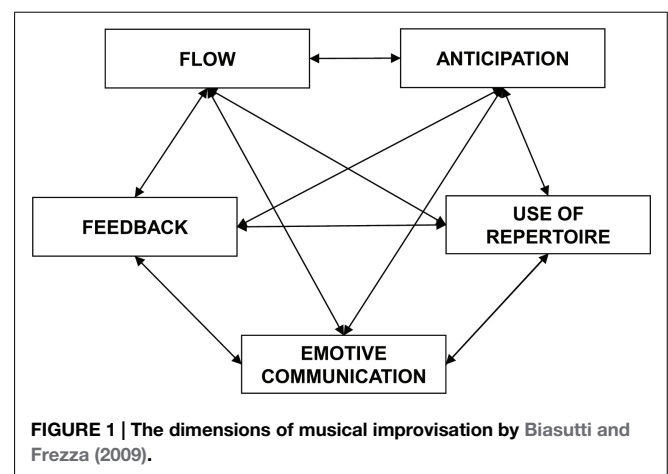 FLOW
ANTICIPATION
FEEDBACK
USE OF
REPERTOIRE
EMOTIVE
COMMUNICATION
FIGURE 1 | The dimensions of musical improvisation by Biasutti and
Frezza (2009).